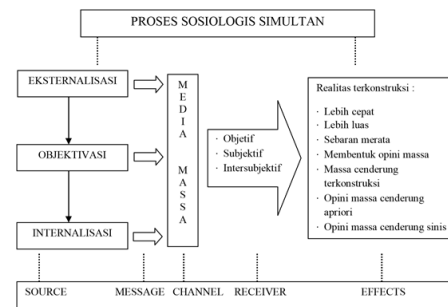 PROSES SOSIOLOGIS SIMULTAN
EKSTERNALISASI
OBJEKTIVASI
INTERNALISASI
M
E
D
I
A
M
A
S
S
A
· Objetif
· Subjektif
· Intersubjektif
Realitas terkonstruksi :
· Lebih cepat
· Lebih luas
· Sebaran merata
· Membentuk opini massa
· Massa cenderung
terkonstruksi
· Opini massa cenderung
apriori
· Opini massa cenderung sinis
SOURCE MESSAGE CHANNEL RECEIVER EFFECTS